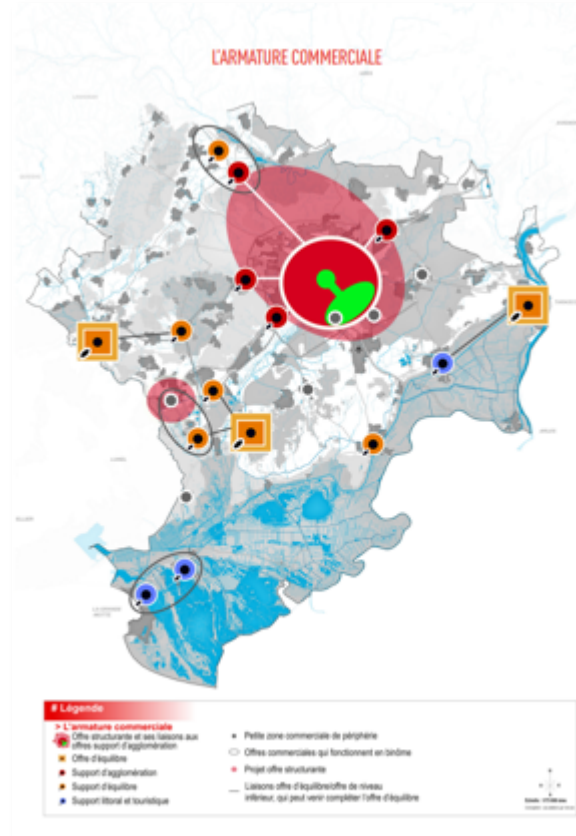 L'ARMATURE COMMERCIALE
# Légende
> L'armature commerciale
Offre structurante et ses liaisons aux
offres support d'agglomération
Offre d'équilibre
Support d'agglomération
Support d'équilibre
Support littoral et touristique
Petite zone commerciale de périphérie
Offres commerciales qui fonctionnent en binôme
Projet offre structurante
Liaisons offre d'équilibre/offre de niveau
inférieur, qui peut venir compléter l'offre d'équilibre